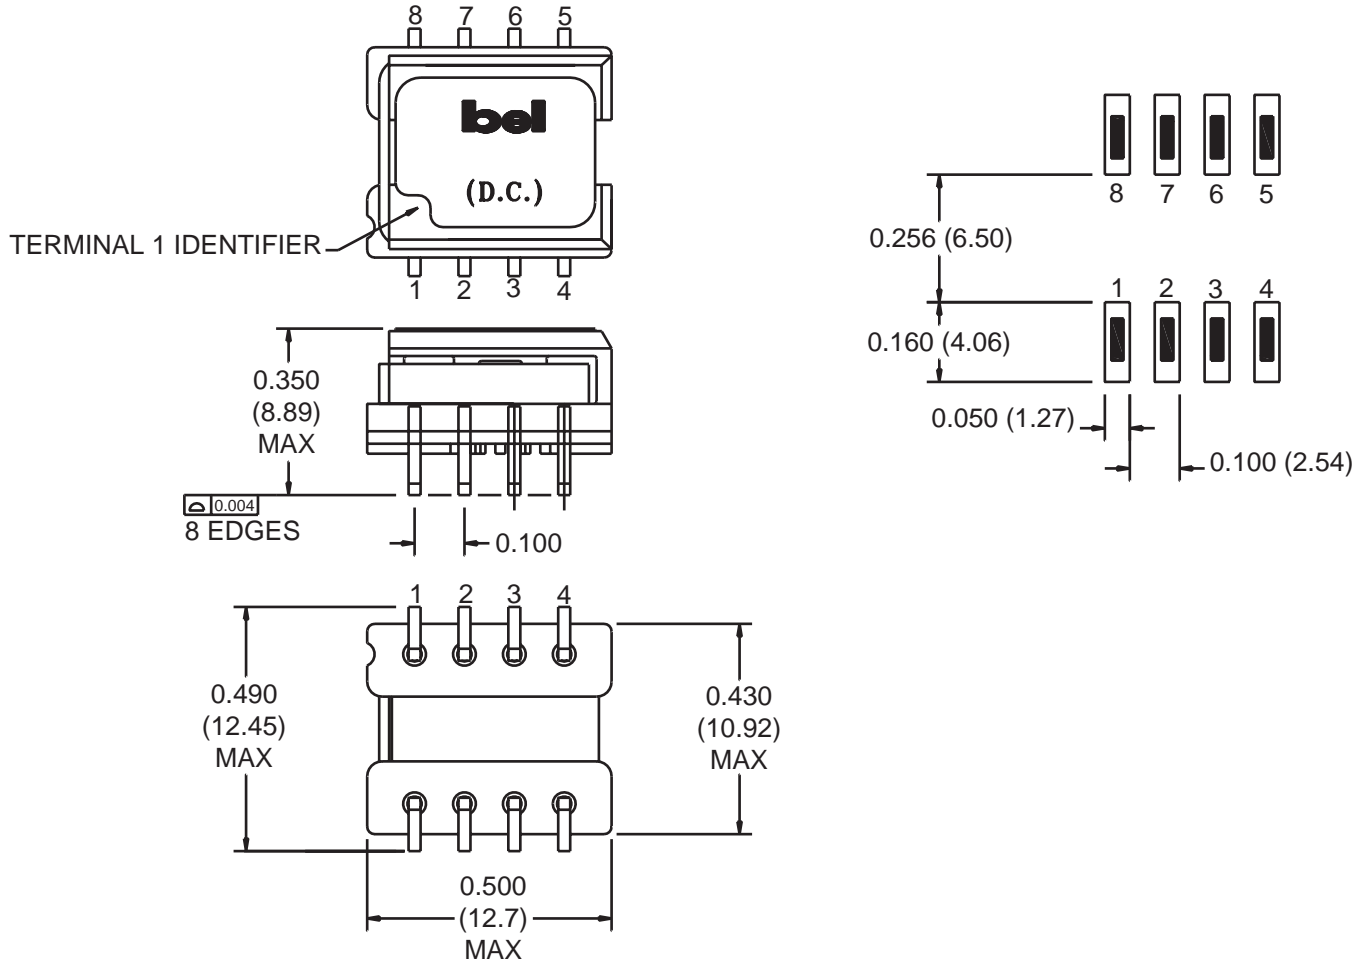 8 7 6 5
bel
(D.C.)
TERMINAL 1 IDENTIFIER
1 2 3 4
0.350
(8.89)
MAX
0.004
8 EDGES
0.100
1 2 3 4
0.490
(12.45)
MAX
0.430
(10.92)
MAX
0.500
(12.7)
MAX
8 7 6 5
0.256 (6.50)
1 2 3 4
0.160 (4.06)
0.050 (1.27)
0.100 (2.54)